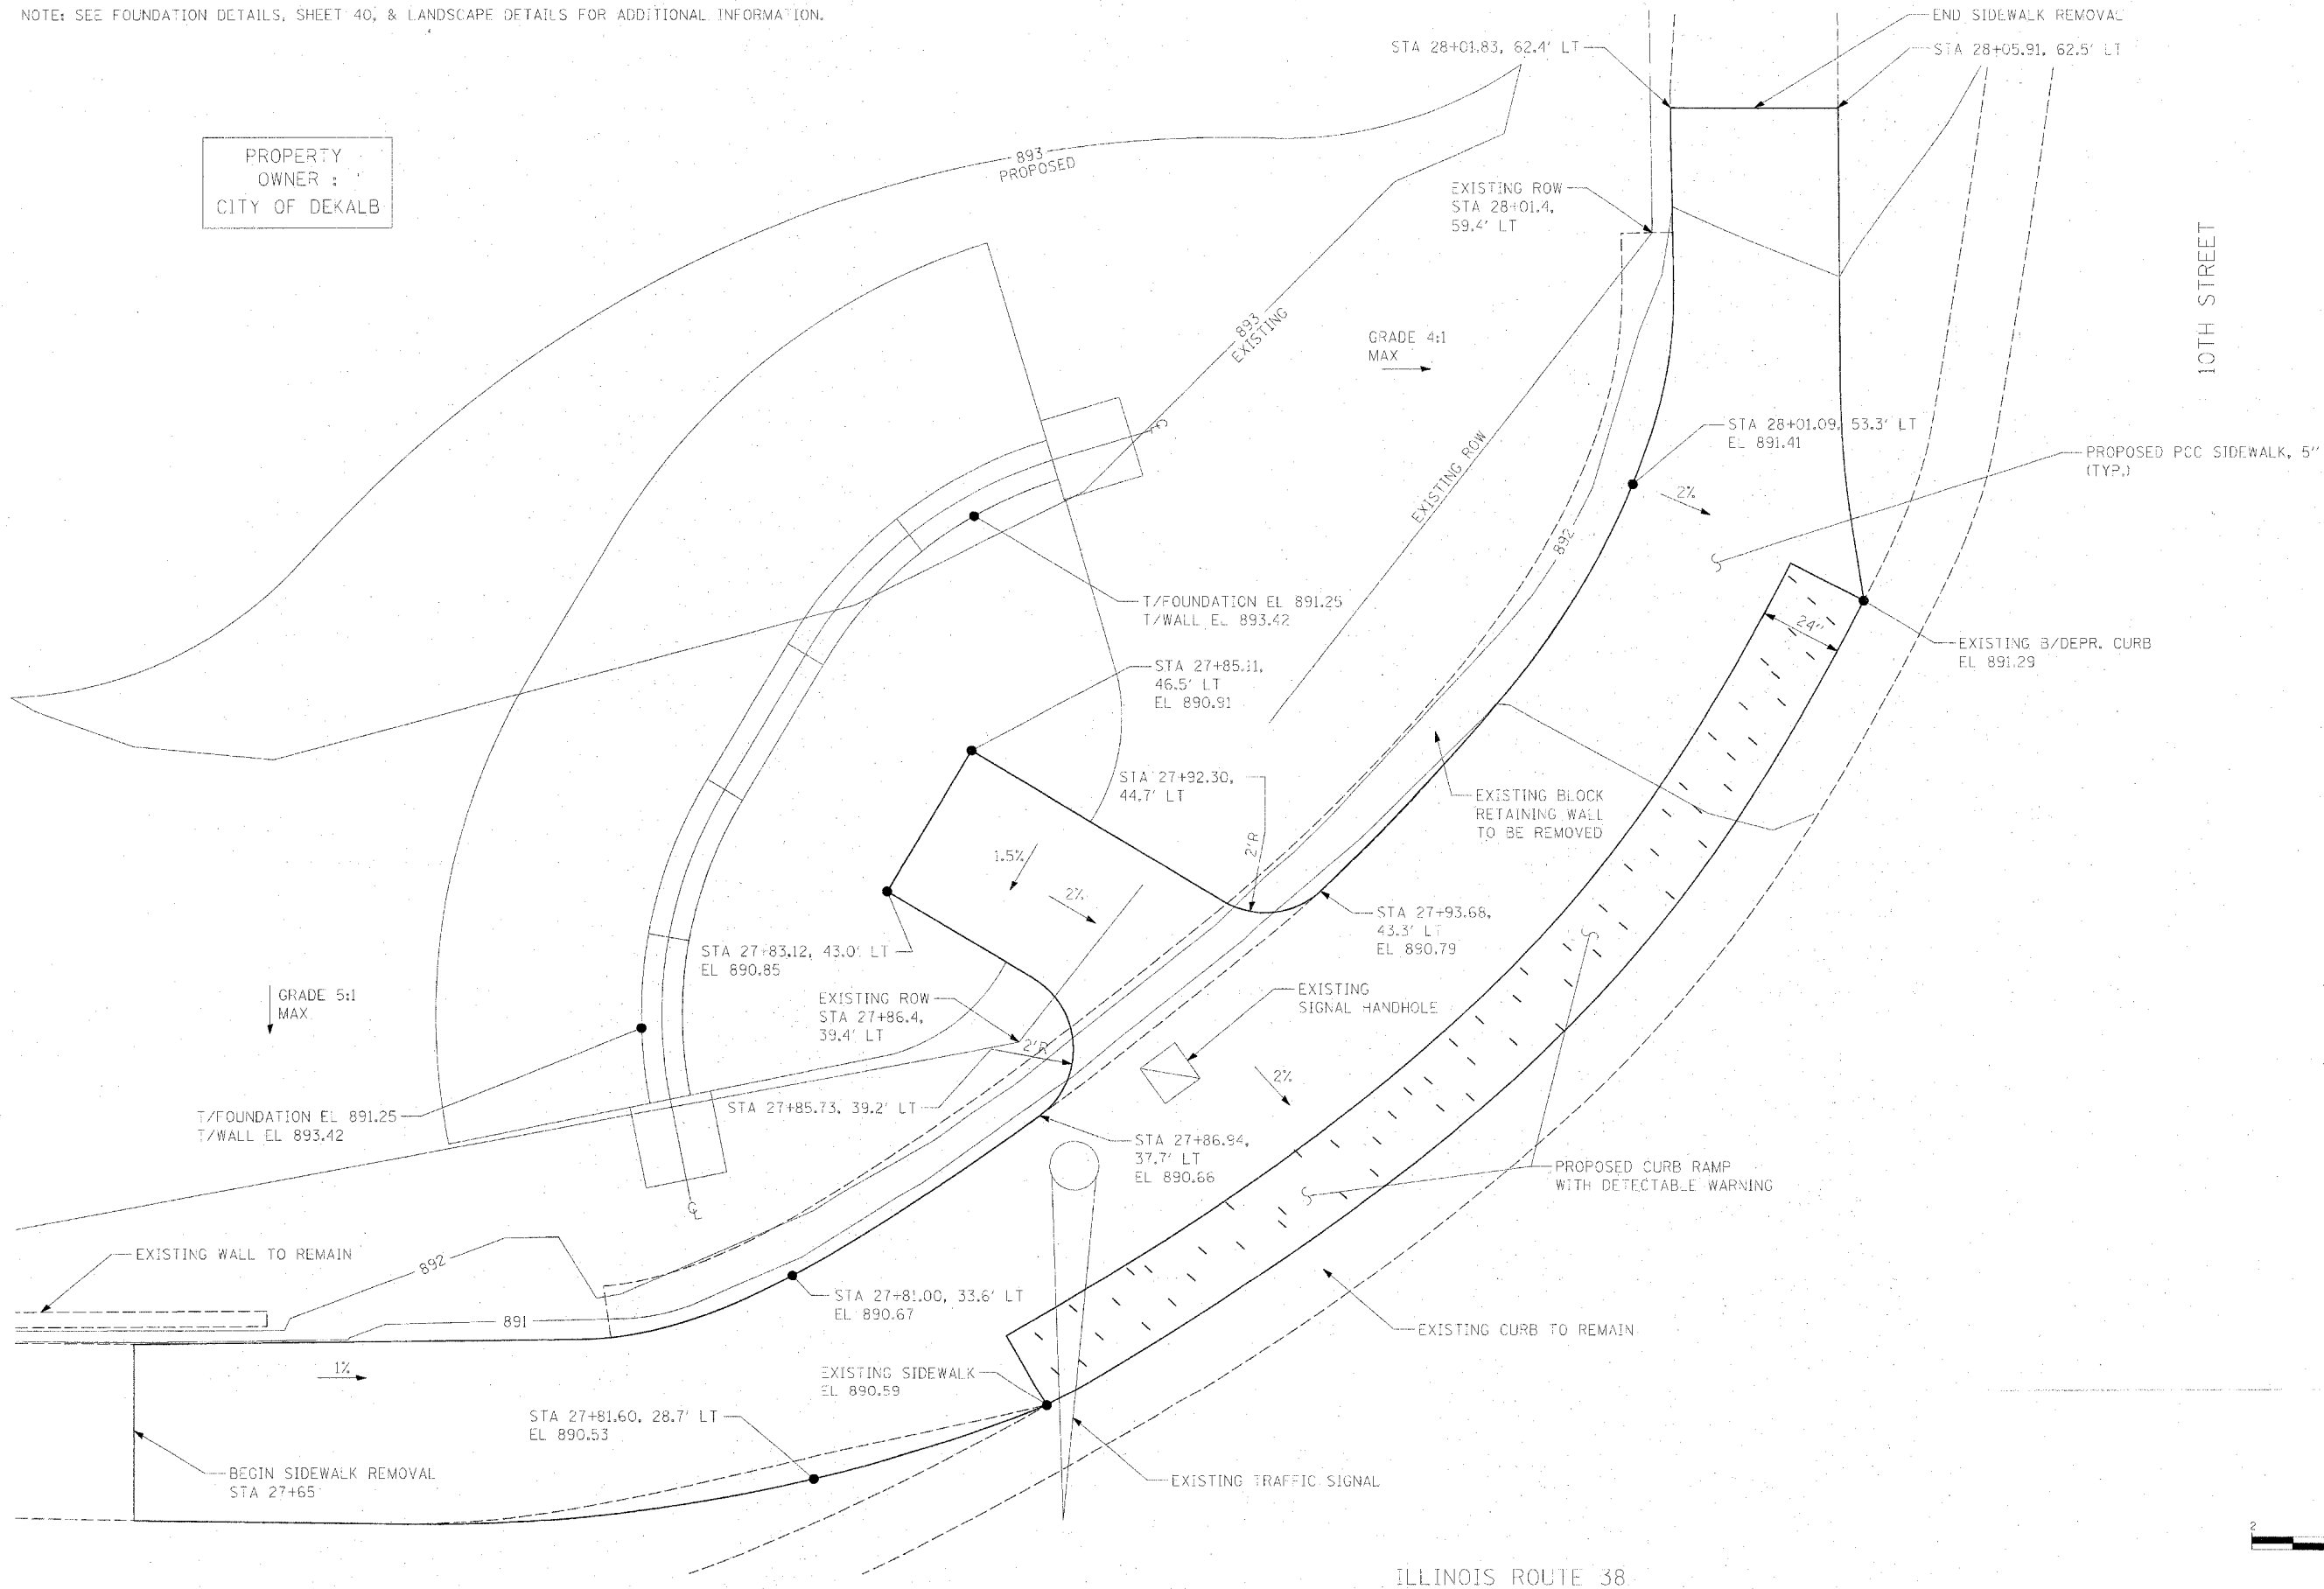 NOTE: SEE FOUNDATION DETAILS, SHEET 40, & LANDSCAPE DETAILS FOR ADDITIONAL INFORMATION.
END SIDEWALK REMOVAL
STA 28+01.83, 62.4' LT
STA 28+05.91, 62.5' LT
PROPERTY
OWNER :
CITY OF DEKALB
893
PROPOSED
EXISTING ROW
STA 28+01.4,
59.4' LT
10TH STREET
893
EXISTING
GRADE 4:1
MAX
STA 28+01.09, 53.3' LT
EL 891.41
PROPOSED PCC SIDEWALK, 5"
(TYP.)
EXISTING ROW
2%
892
T/FOUNDATION EL 891.25
T/WALL EL 893.42
24"
EXISTING B/DEPR. CURB
EL 891.29
STA 27+85.11,
46.5' LT
EL 890.91
STA 27+92.30,
44.7' LT
EXISTING BLOCK
RETAINING WALL
TO BE REMOVED
2'R
1.5%
2%
STA 27+93.68,
43.3' LT
EL 890.79
STA 27+83.12, 43.0' LT
EL 890.85
GRADE 5:1
MAX
EXISTING ROW
STA 27+86.4,
39.4' LT
EXISTING
SIGNAL HANDHOLE
2'R
2%
T/FOUNDATION EL 891.25
T/WALL EL 893.42
STA 27+85.73, 39.2' LT
STA 27+86.94,
37.7' LT
EL 890.66
PROPOSED CURB RAMP
WITH DETECTABLE WARNING
CL
CL
EXISTING WALL TO REMAIN
892
STA 27+81.00, 33.6' LT
EL 890.67
891
EXISTING CURB TO REMAIN
1%
EXISTING SIDEWALK
EL 890.59
STA 27+81.60, 28.7' LT
EL 890.53
BEGIN SIDEWALK REMOVAL
STA 27+65
EXISTING TRAFFIC SIGNAL
2
ILLINOIS ROUTE 38